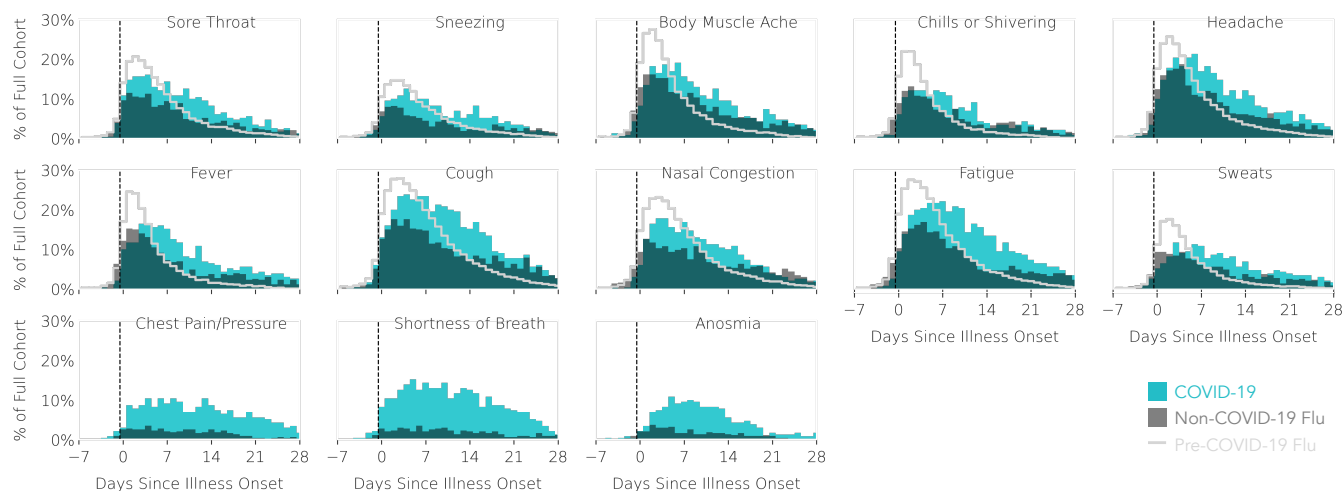 Sore Throat Sneezing Body Muscle Ache Chills or Shivering Headache
% of Full Cohort
30%
20%
10%
0%
Fever Cough Nasal Congestion Fatigue Sweats
% of Full Cohort
30%
20%
10%
0%
−7 0 7 14 21 28 −7 0 7 14 21 28
Days Since Illness Onset Days Since Illness Onset
Chest Pain/Pressure Shortness of Breath Anosmia
% of Full Cohort
30%
20%
10%
0%
−7 0 7 14 21 28 −7 0 7 14 21 28 −7 0 7 14 21 28
Days Since Illness Onset Days Since Illness Onset Days Since Illness Onset
COVID-19
Non-COVID-19 Flu
Pre-COVID-19 Flu